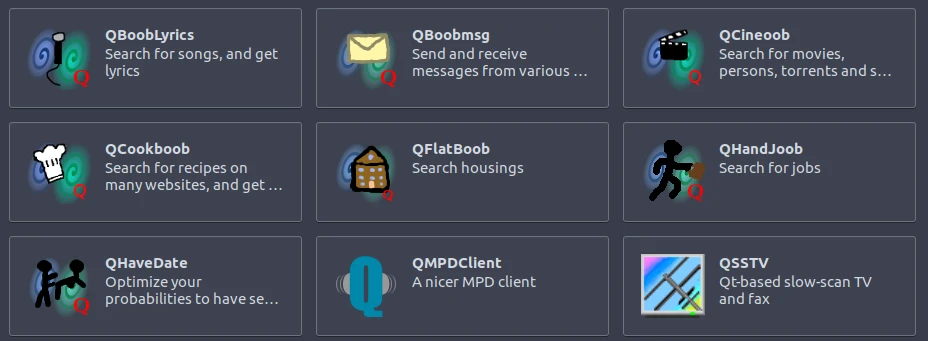 QBoobLyrics
Search for songs, and get
lyrics
QBoobmsg
Send and receive
messages from various ...
QCineoob
Search for movies,
persons, torrents and s...
QCookboob
Search for recipes on
many websites, and get ...
QFlatBoob
Search housings
QHandJoob
Search for jobs
QHaveDate
Optimize your
probabilities to have se...
QMPDClient
A nicer MPD client
QSSTV
Qt-based slow-scan TV
and fax
Q
Q
Q
Q
Q
Q
Q
Q